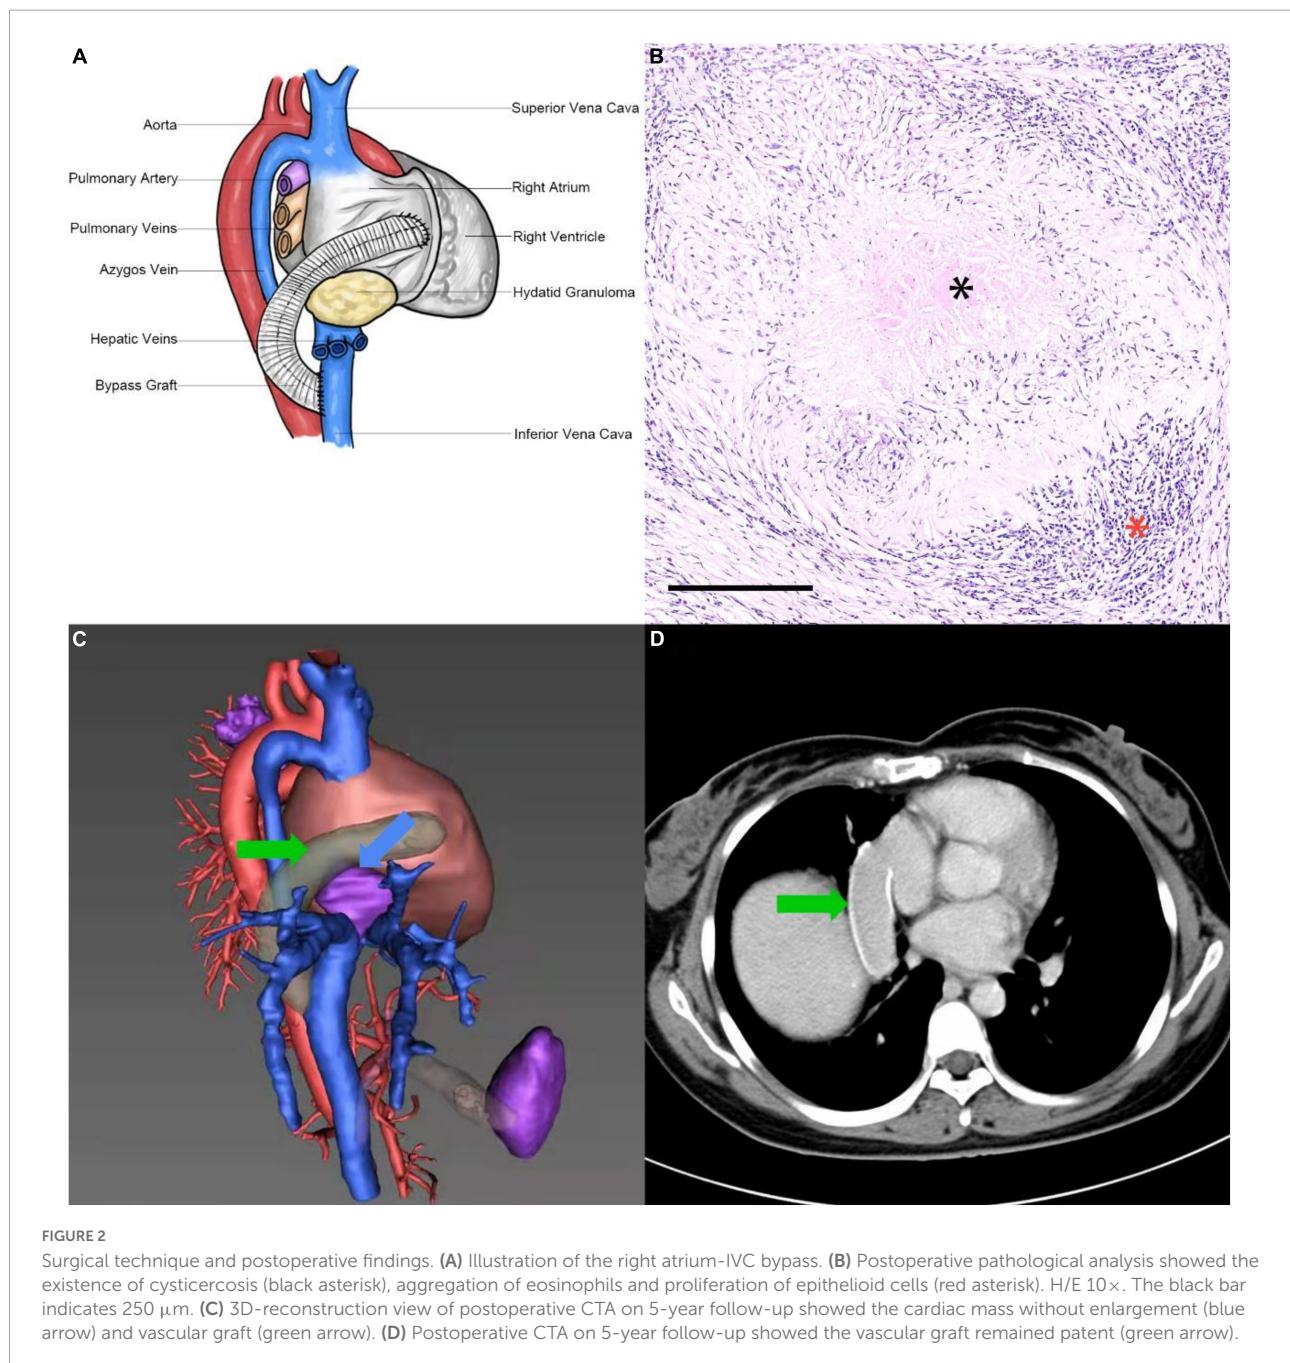 A
Aorta
Pulmonary Artery
Pulmonary Veins
Azygos Vein
Hepatic Veins
Bypass Graft
Superior Vena Cava
Right Atrium
Right Ventricle
Hydatid Granuloma
Inferior Vena Cava
B
*
*
C
D
FIGURE 2
Surgical technique and postoperative findings. (A) Illustration of the right atrium-IVC bypass. (B) Postoperative pathological analysis showed the
existence of cysticercosis (black asterisk), aggregation of eosinophils and proliferation of epithelioid cells (red asterisk). H/E 10×. The black bar
indicates 250 μm. (C) 3D-reconstruction view of postoperative CTA on 5-year follow-up showed the cardiac mass without enlargement (blue
arrow) and vascular graft (green arrow). (D) Postoperative CTA on 5-year follow-up showed the vascular graft remained patent (green arrow).